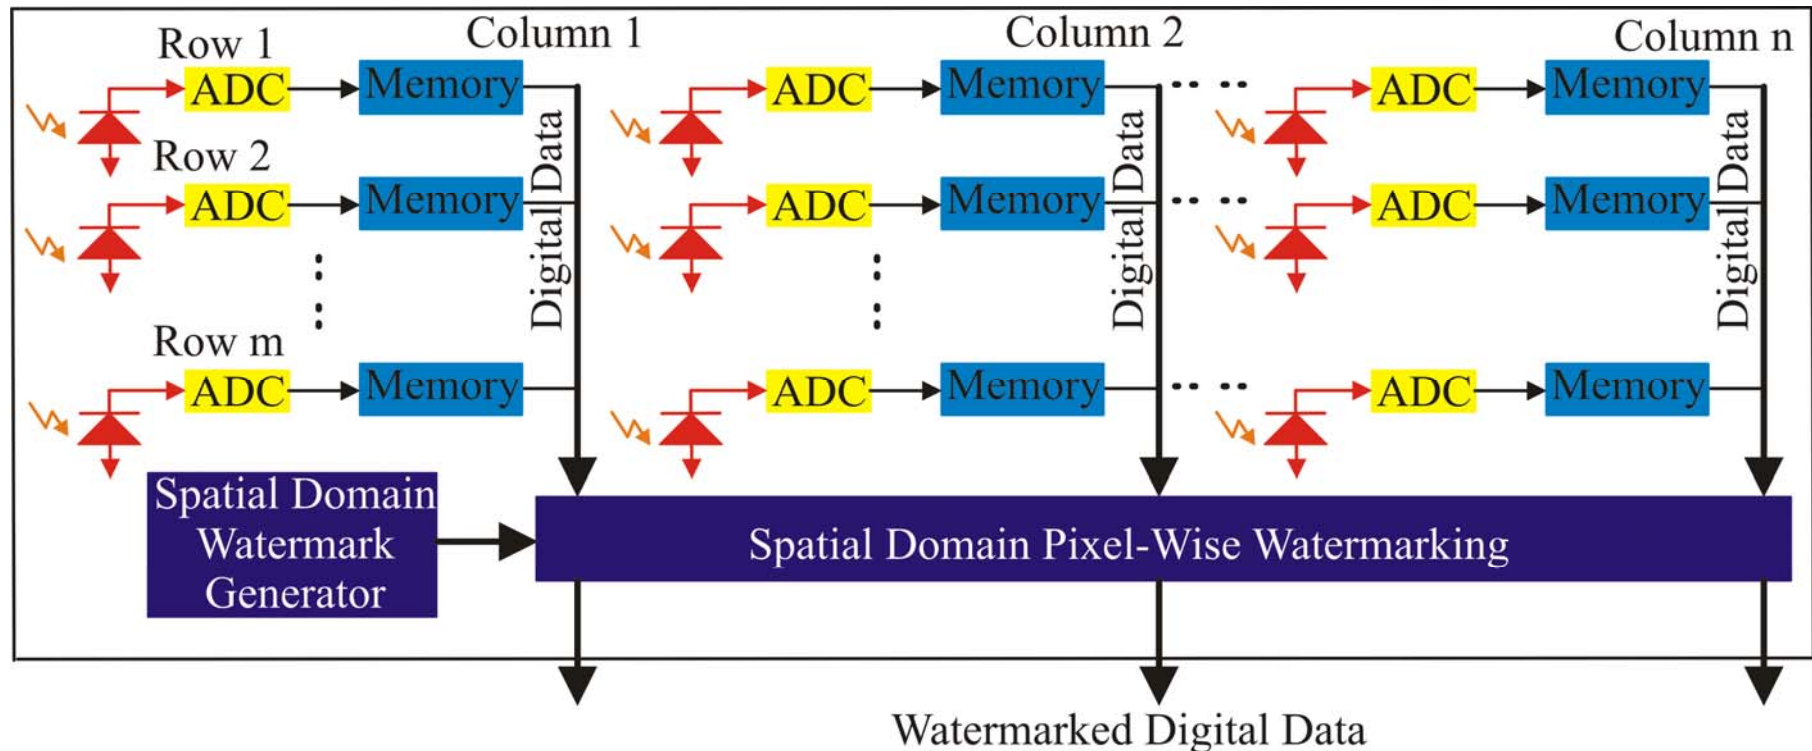 Row 1
Column 1
Column 2
Column n
ADC Memory
ADC Memory
ADC Memory
Row 2
ADC Memory
ADC Memory
ADC Memory
Digital Data
Digital Data
Digital Data
Row m
ADC Memory
ADC Memory
ADC Memory
Spatial Domain
Watermark
Generator
Spatial Domain Pixel-Wise Watermarking
Watermarked Digital Data